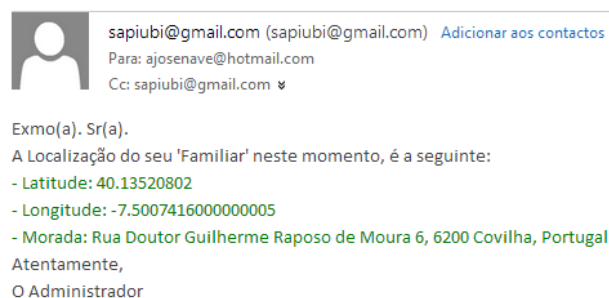 sapiubi@gmail.com (sapiubi@gmail.com) Adicionar aos contactos
Para: ajosenave@hotmail.com
Cc: sapiubi@gmail.com
Exmo(a). Sr(a).
A Localização do seu 'Familiar' neste momento, é a seguinte:
- Latitude: 40.13520802
- Longitude: -7.5007416000000005
- Morada: Rua Doutor Guilherme Raposo de Moura 6, 6200 Covilha, Portugal
Atentamente,
O Administrador